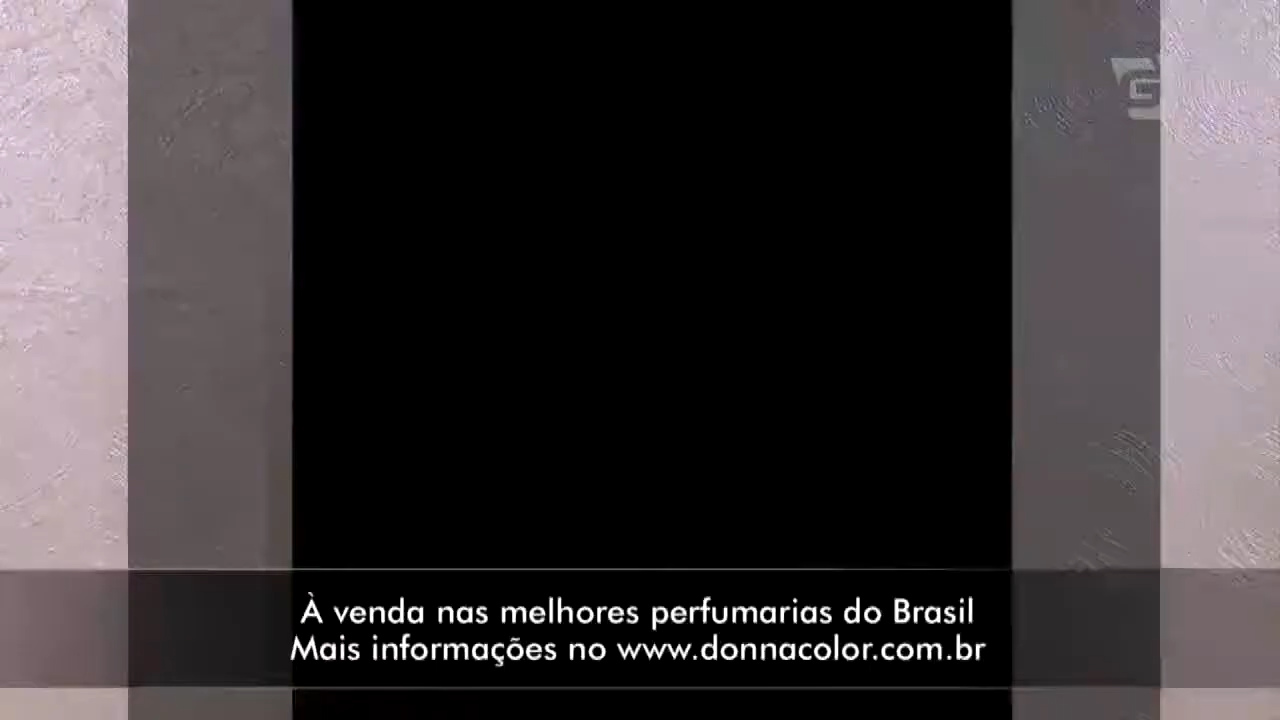 À venda nas melhores perfumarias do Brasil
Mais informações no www.donnacolor.com.br